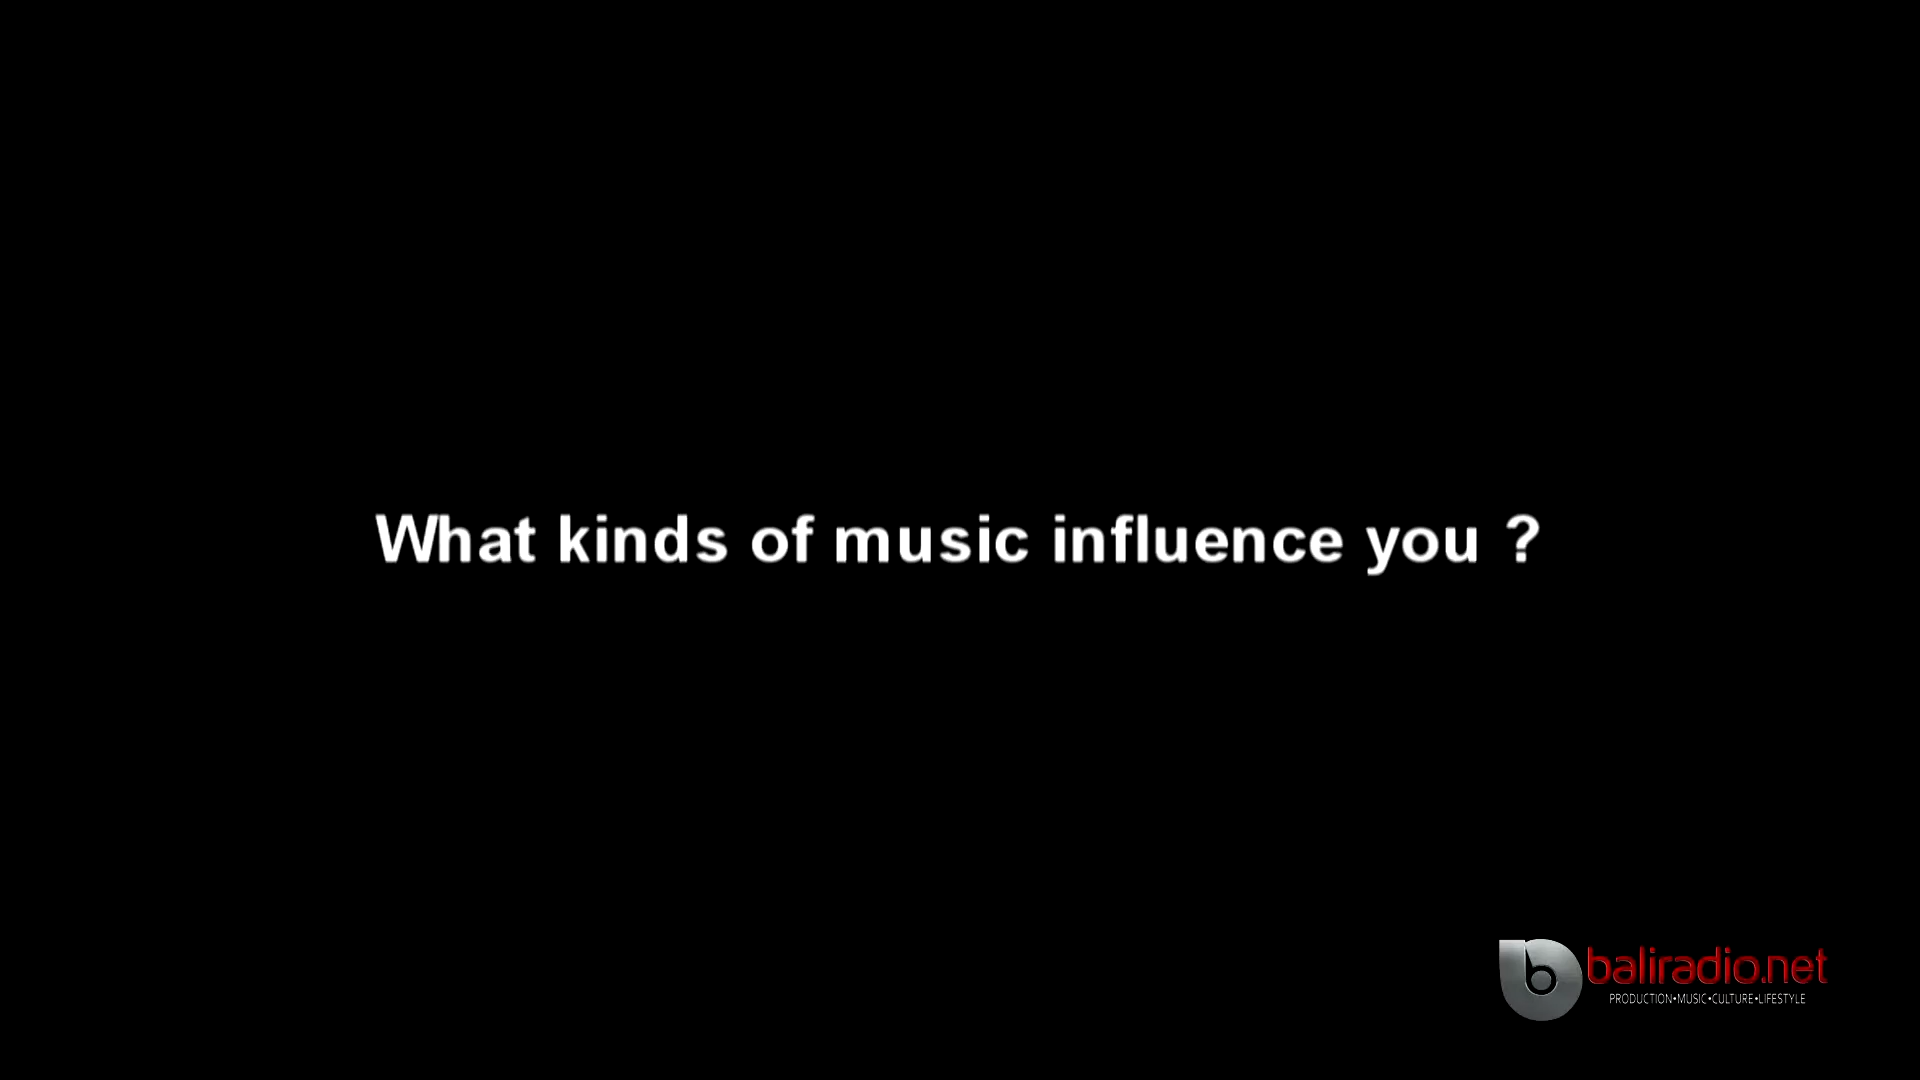 What kinds of music influence you ?
baliradio.net
PRODUCTION•MUSIC•CULTURE•LIFESTYLE